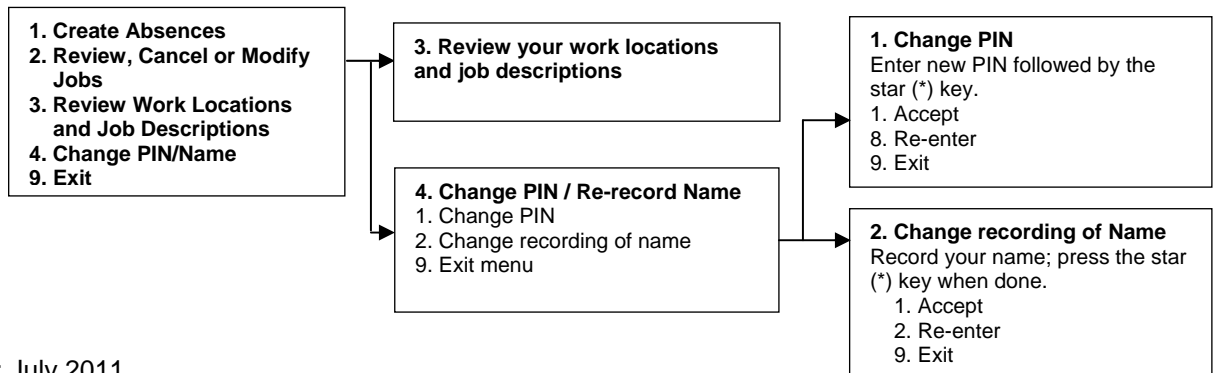 1. Create Absences
2. Review, Cancel or Modify
Jobs
3. Review Work Locations
and Job Descriptions
4. Change PIN/Name
9. Exit
3. Review your work locations
and job descriptions
4. Change PIN / Re-record Name
1. Change PIN
2. Change recording of name
9. Exit menu
1. Change PIN
Enter new PIN followed by the
star (*) key.
1. Accept
8. Re-enter
9. Exit
2. Change recording of Name
Record your name; press the star
(*) key when done.
1. Accept
2. Re-enter
9. Exit
July 2011